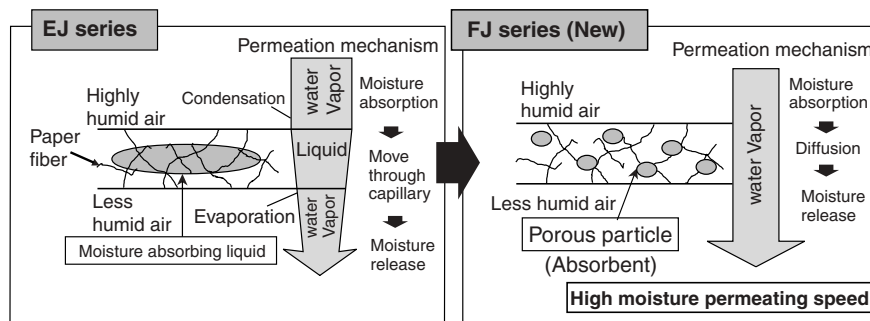 EJ series
Permeation mechanism
Highly
humid air
Condensation
water
Vapor
Moisture
absorption
Paper
fiber
Liquid
Move
through
capillary
Less
humid air
Evaporation
water
Vapor
Moisture absorbing liquid
Moisture
release
FJ series (New)
Permeation mechanism
Highly
humid air
water Vapor
Moisture
absorption
Diffusion
Moisture
release
Less humid air
Porous particle
(Absorbent)
High moisture permeating speed